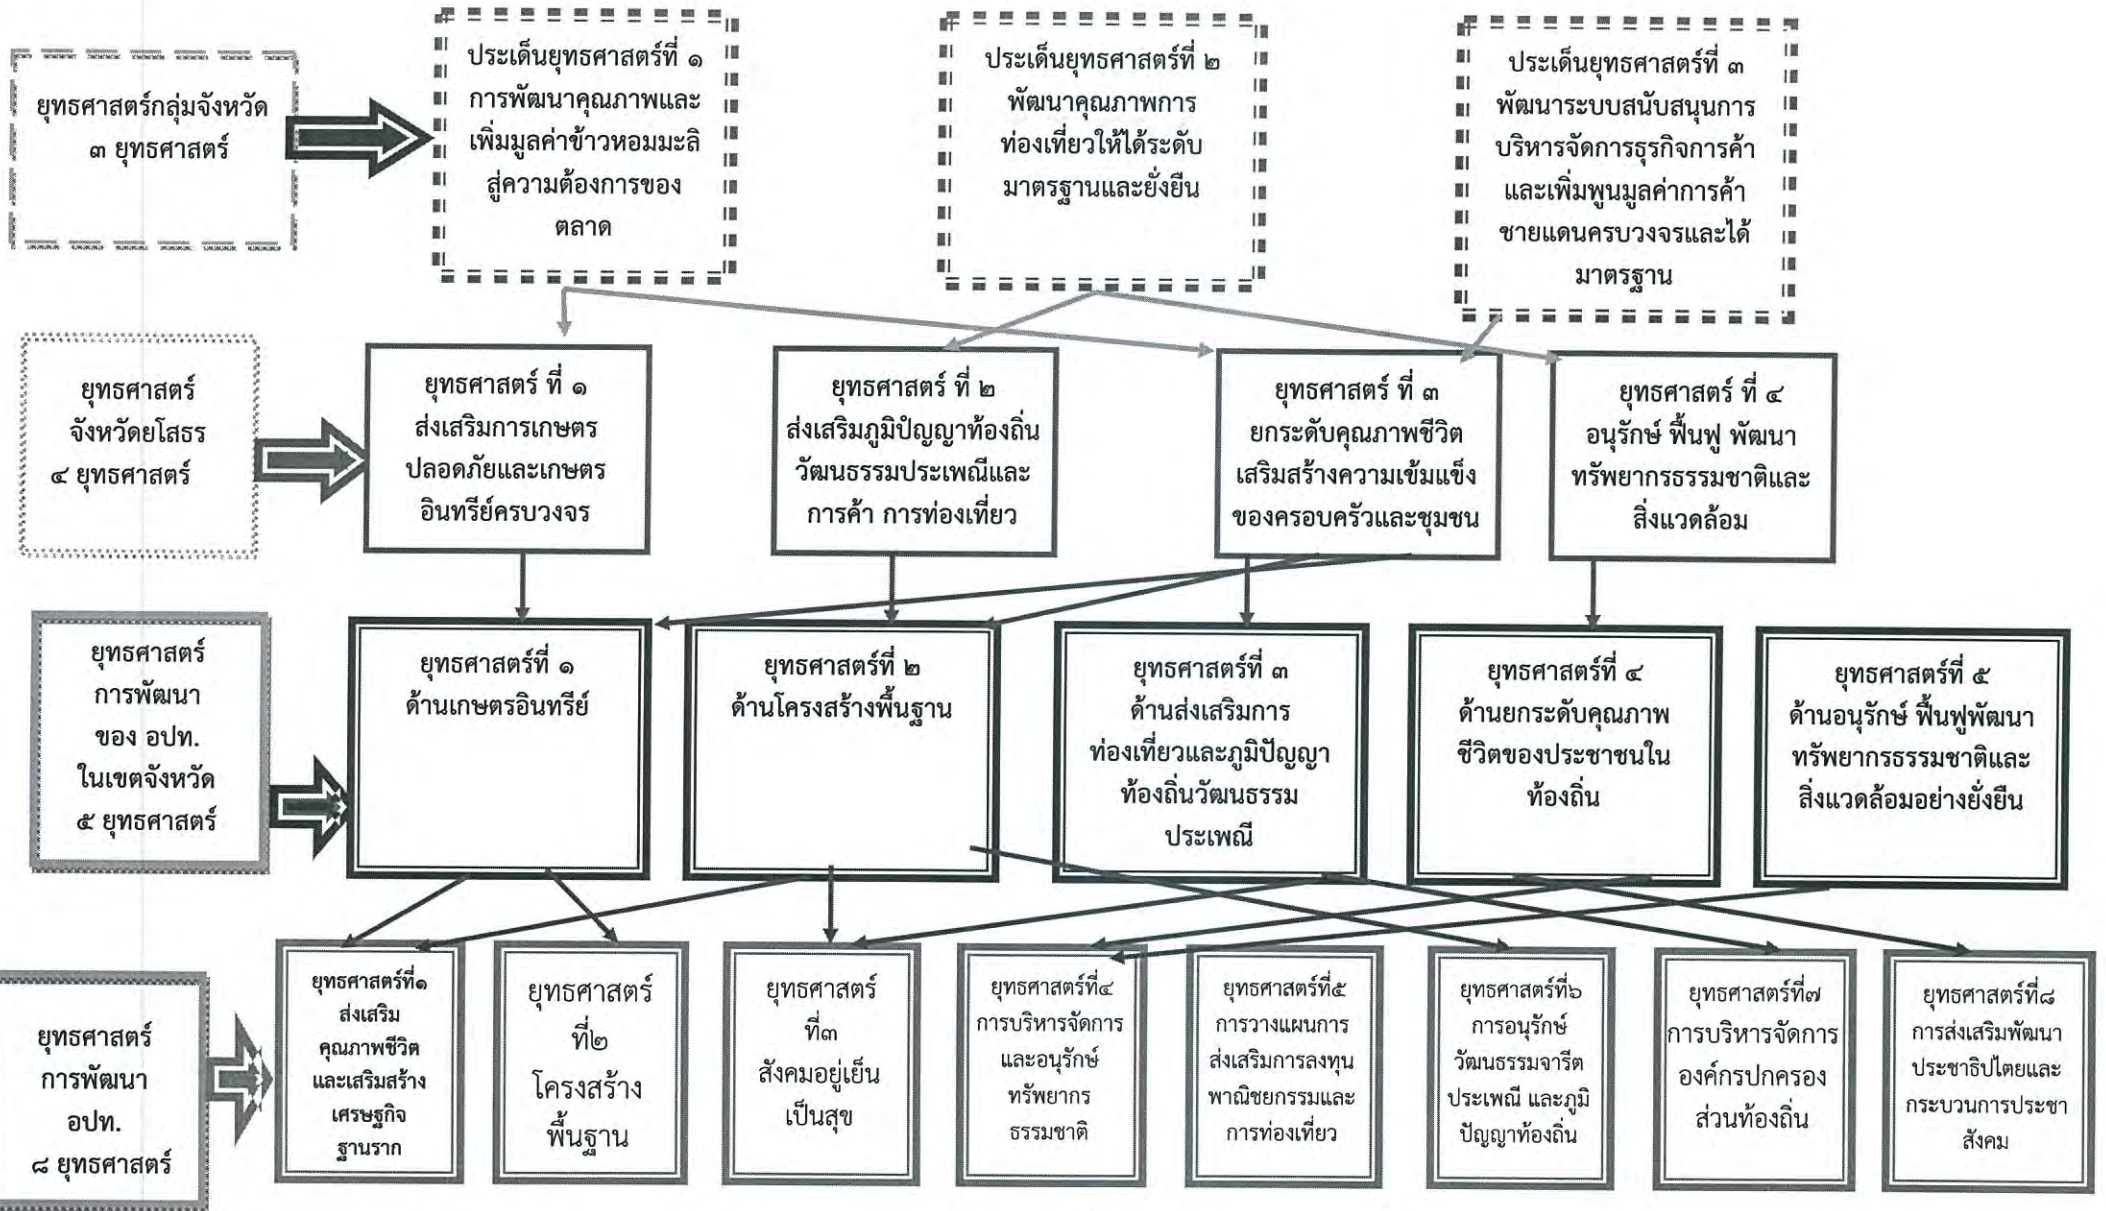 ยุทธศาสตร์กลุ่มจังหวัด
๓ ยุทธศาสตร์
ประเด็นยุทธศาสตร์ที่ ๑
การพัฒนาคุณภาพและ
เพิ่มมูลค่าข้าวหอมมะลิ
สู่ความต้องการของ
ตลาด
ประเด็นยุทธศาสตร์ที่ ๒
พัฒนาคุณภาพการ
ท่องเที่ยวให้ได้ระดับ
มาตรฐานและยั่งยืน
ประเด็นยุทธศาสตร์ที่ ๓
พัฒนาระบบสนับสนุนการ
บริหารจัดการธุรกิจการค้า
และเพิ่มพูนมูลค่าการค้า
ชายแดนครบวงจรและได้
มาตรฐาน
ยุทธศาสตร์
จังหวัดยโสธร
๔ ยุทธศาสตร์
ยุทธศาสตร์ ที่ ๑
ส่งเสริมการเกษตร
ปลอดภัยและเกษตร
อินทรีย์ครบวงจร
ยุทธศาสตร์ ที่ ๒
ส่งเสริมภูมิปัญญาท้องถิ่น
วัฒนธรรมประเพณีและ
การค้า การท่องเที่ยว
ยุทธศาสตร์ ที่ ๓
ยกระดับคุณภาพชีวิต
เสริมสร้างความเข้มแข็ง
ของครอบครัวและชุมชน
ยุทธศาสตร์ ที่ ๔
อนุรักษ์ ฟื้นฟู พัฒนา
ทรัพยากรธรรมชาติและ
สิ่งแวดล้อม
ยุทธศาสตร์
การพัฒนา
ของ อปท.
ในเขตจังหวัด
๕ ยุทธศาสตร์
ยุทธศาสตร์ที่ ๑
ด้านเกษตรอินทรีย์
ยุทธศาสตร์ที่ ๒
ด้านโครงสร้างพื้นฐาน
ยุทธศาสตร์ที่ ๓
ด้านส่งเสริมการ
ท่องเที่ยวและภูมิปัญญา
ท้องถิ่นวัฒนธรรม
ประเพณี
ยุทธศาสตร์ที่ ๔
ด้านยกระดับคุณภาพ
ชีวิตของประชาชนใน
ท้องถิ่น
ยุทธศาสตร์ที่ ๕
ด้านอนุรักษ์ ฟื้นฟูพัฒนา
ทรัพยากรธรรมชาติและ
สิ่งแวดล้อมอย่างยั่งยืน
ยุทธศาสตร์
การพัฒนา
อปท.
๘ ยุทธศาสตร์
ยุทธศาสตร์ที่๑
ส่งเสริม
คุณภาพชีวิต
และเสริมสร้าง
เศรษฐกิจ
ฐานราก
ยุทธศาสตร์
ที่๒
โครงสร้าง
พื้นฐาน
ยุทธศาสตร์
ที่๓
สังคมอยู่เย็น
เป็นสุข
ยุทธศาสตร์ที่๔
การบริหารจัดการ
และอนุรักษ์
ทรัพยากร
ธรรมชาติ
ยุทธศาสตร์ที่๕
การวางแผนการ
ส่งเสริมการลงทุน
พาณิชยกรรมและ
การท่องเที่ยว
ยุทธศาสตร์ที่๖
การอนุรักษ์
วัฒนธรรมจารีต
ประเพณี และภูมิ
ปัญญาท้องถิ่น
ยุทธศาสตร์ที่๗
การบริหารจัดการ
องค์กรปกครอง
ส่วนท้องถิ่น
ยุทธศาสตร์ที่๘
การส่งเสริมพัฒนา
ประชาธิปไตยและ
กระบวนการประชา
สังคม